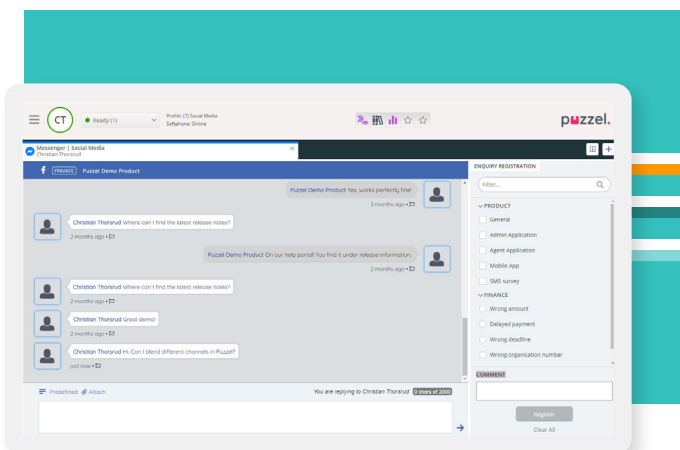 CT
Ready (1)
Profile: (7) Social Media
Softphone: Online
puzzel.
Messenger | Social Media
Christian Thorsrud
×
f [PRIVATE] Puzzel Demo Product
Puzzel Demo Product Yes, works perfectly fine!
2 months ago •
Christian Thorsrud Where can I find the latest release notes?
2 months ago •
Puzzel Demo Product On our help portal! You find it under release information.
2 months ago •
Christian Thorsrud Where can I find the latest release notes?
2 months ago •
Christian Thorsrud Great demo!
2 months ago •
Christian Thorsrud Hi. Can I blend different channels in Puzzel?
just now •
Predefined Attach
You are replying to Christian Thorsrud 0 chars of 2000
ENQUIRY REGISTRATION
Filter...
PRODUCT
General
Admin Application
Agent Application
Mobile App
SMS survey
FINANCE
Wrong amount
Delayed payment
Wrong deadline
Wrong organisation number
COMMENT
Register
Clear All